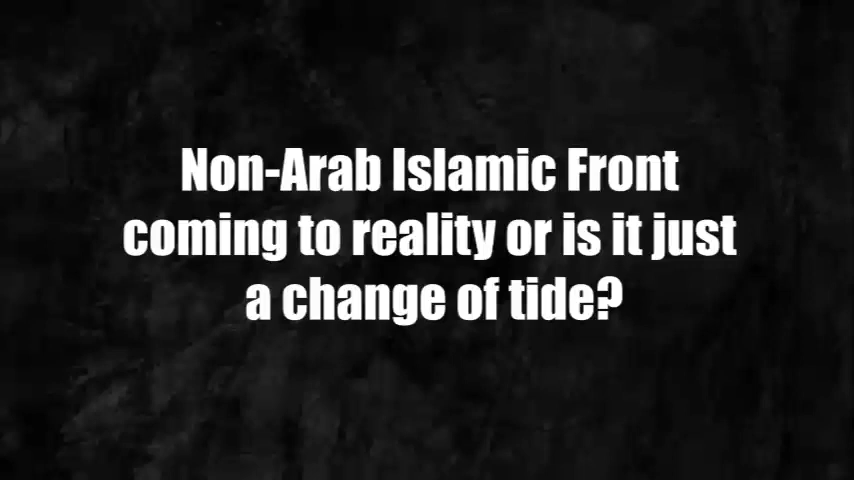 Non-Arab Islamic Front
coming to reality or is it just
a change of tide?